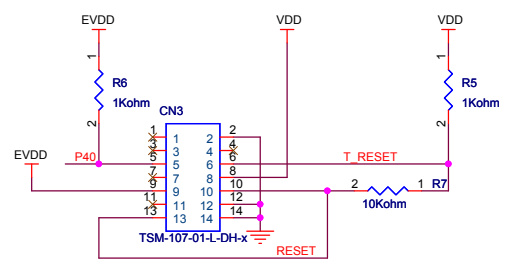 EVDD VDD VDD
1 1
R6 CN3 R5
1Kohm 1Kohm
2 1 1 2 2 2
3 3 4 4
P40 5 5 6 6 T_RESET
EVDD 7 7 8 8
9 9 10 10 2 1 R7
11 11 12 12 10Kohm
13 13 14 14
TSM-107-01-L-DH-x
RESET